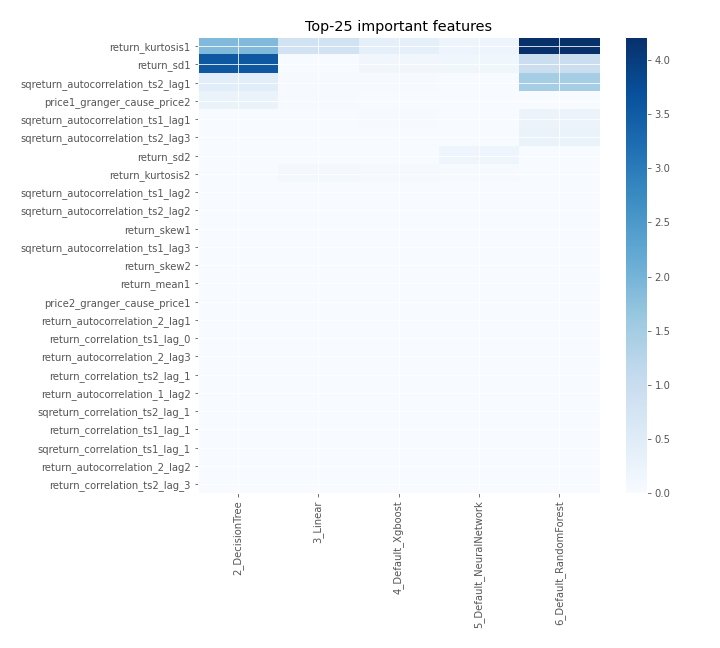 Top-25 important features
return_kurtosis1
return_sd1
sqreturn_autocorrelation_ts2_lag1
price1_granger_cause_price2
sqreturn_autocorrelation_ts1_lag1
sqreturn_autocorrelation_ts2_lag3
return_sd2
return_kurtosis2
sqreturn_autocorrelation_ts1_lag2
sqreturn_autocorrelation_ts2_lag2
return_skew1
sqreturn_autocorrelation_ts1_lag3
return_skew2
return_mean1
price2_granger_cause_price1
return_autocorrelation_2_lag1
return_correlation_ts1_lag_0
return_autocorrelation_2_lag3
return_correlation_ts2_lag_1
return_autocorrelation_1_lag2
sqreturn_correlation_ts2_lag_1
return_correlation_ts1_lag_1
sqreturn_correlation_ts1_lag_1
return_autocorrelation_2_lag2
return_correlation_ts2_lag_3
2_DecisionTree
3_Linear
4_Default_Xgboost
5_Default_NeuralNetwork
6_Default_RandomForest
4.0
3.5
3.0
2.5
2.0
1.5
1.0
0.5
0.0